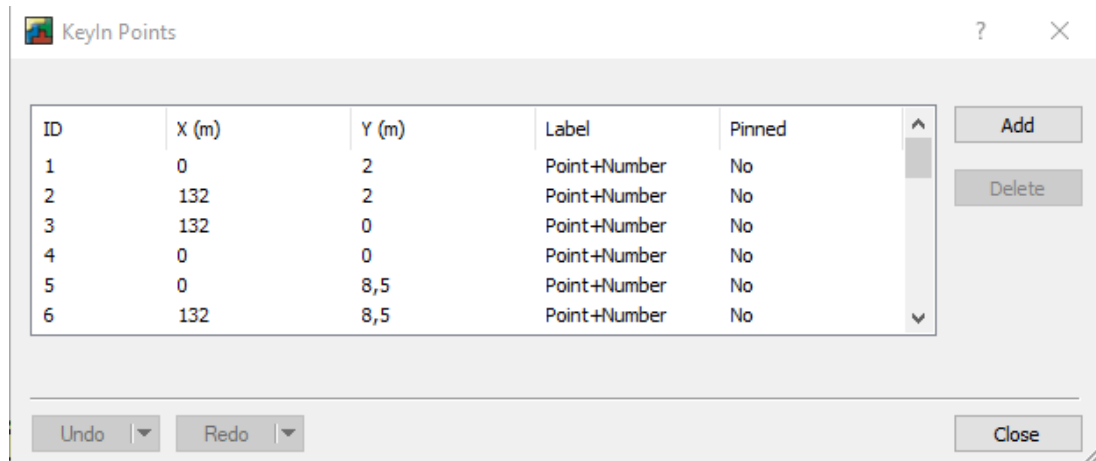 KeyIn Points ?
ID X (m) Y (m) Label Pinned Add
1 0 2 Point+Number No
2 132 2 Point+Number No Delete
3 132 0 Point+Number No
4 0 0 Point+Number No
5 0 8,5 Point+Number No
6 132 8,5 Point+Number No
Undo Redo Close